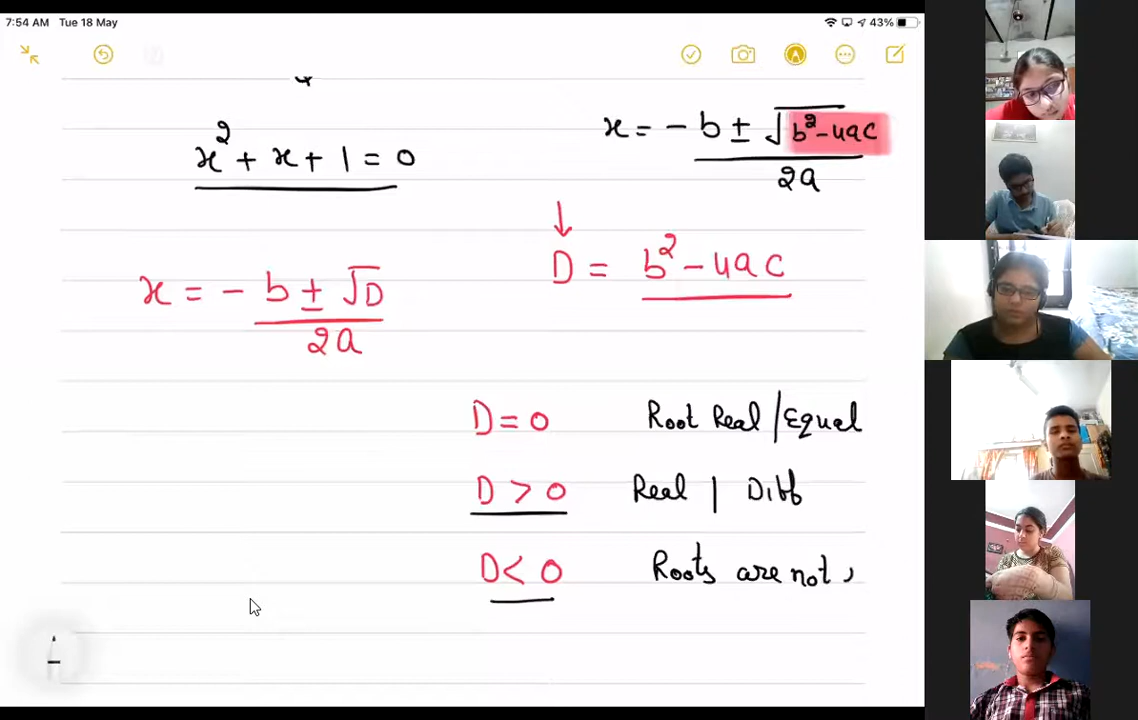 7:54 AM Tue 18 May
43%
x² + x + 1 = 0
x = - b ± √b² - 4ac
2a
D = b² - 4ac
x = - b ± √D
2a
D = 0 Root Real / Equal
D > 0 Real | Diff
D < 0 Roots are not